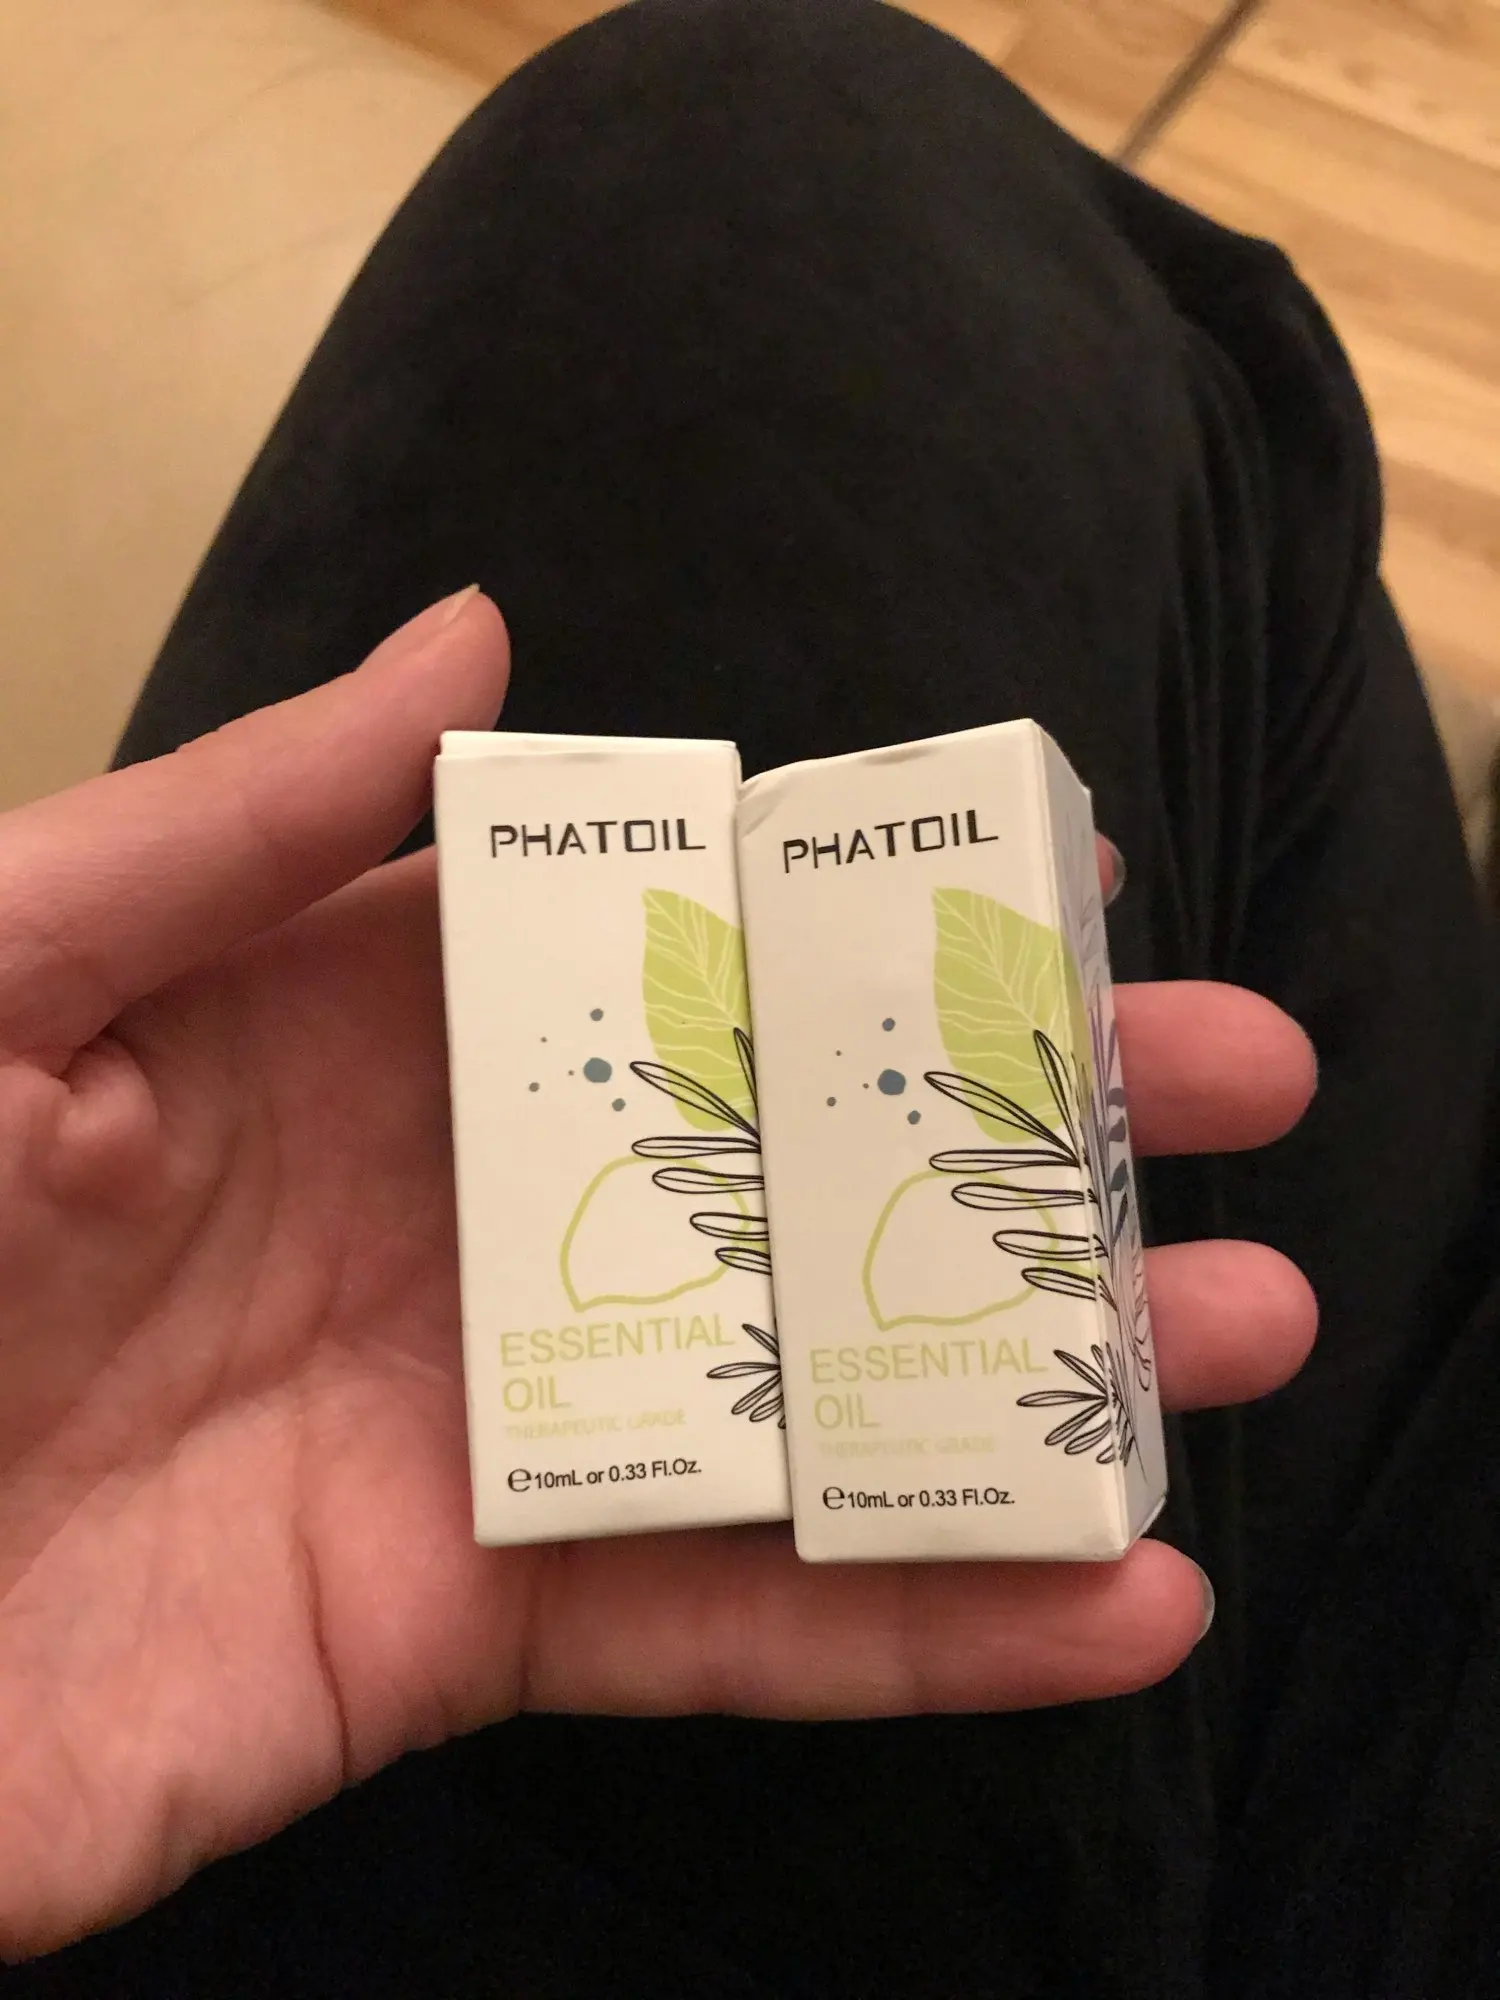 PHATOIL
ESSENTIAL
OIL
THERAPEUTIC GRADE
℮10mL or 0.33 Fl.Oz.
PHATOIL
ESSENTIAL
OIL
THERAPEUTIC GRADE
℮10mL or 0.33 Fl.Oz.